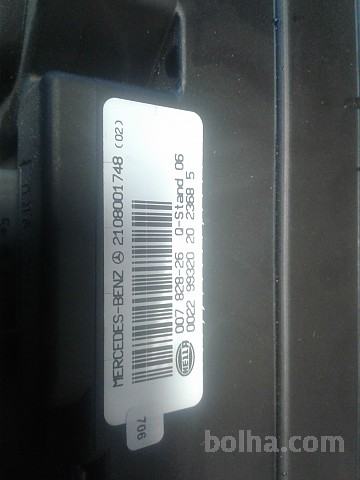 MERCEDES-BENZ 2108001748 (02)
007 828-26 Q-Stand 06
0022 99320 20 2368 5
HELLA
706
bolha.com